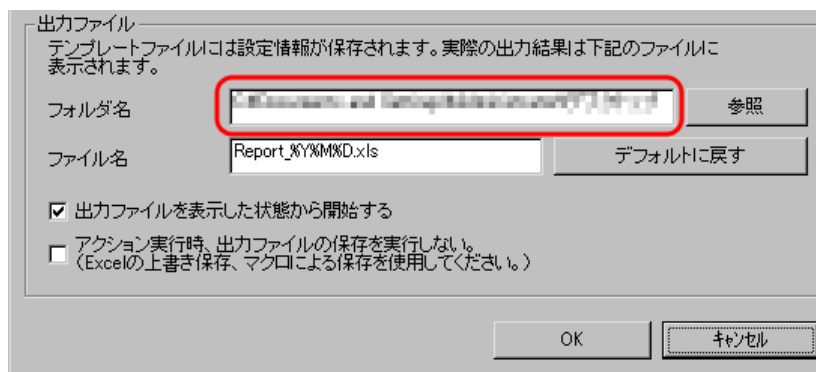 出力ファイル
テンプレートファイルには設定情報が保存されます。実際の出力結果は下記のファイルに
表示されます。
フォルダ名
参照
ファイル名
Report_%Y%M%D.xls
デフォルトに戻す
出力ファイルを表示した状態から開始する
アクション実行時、出力ファイルの保存を実行しない。
(Excelの上書き保存、マクロによる保存を使用してください。)
OK
キャンセル